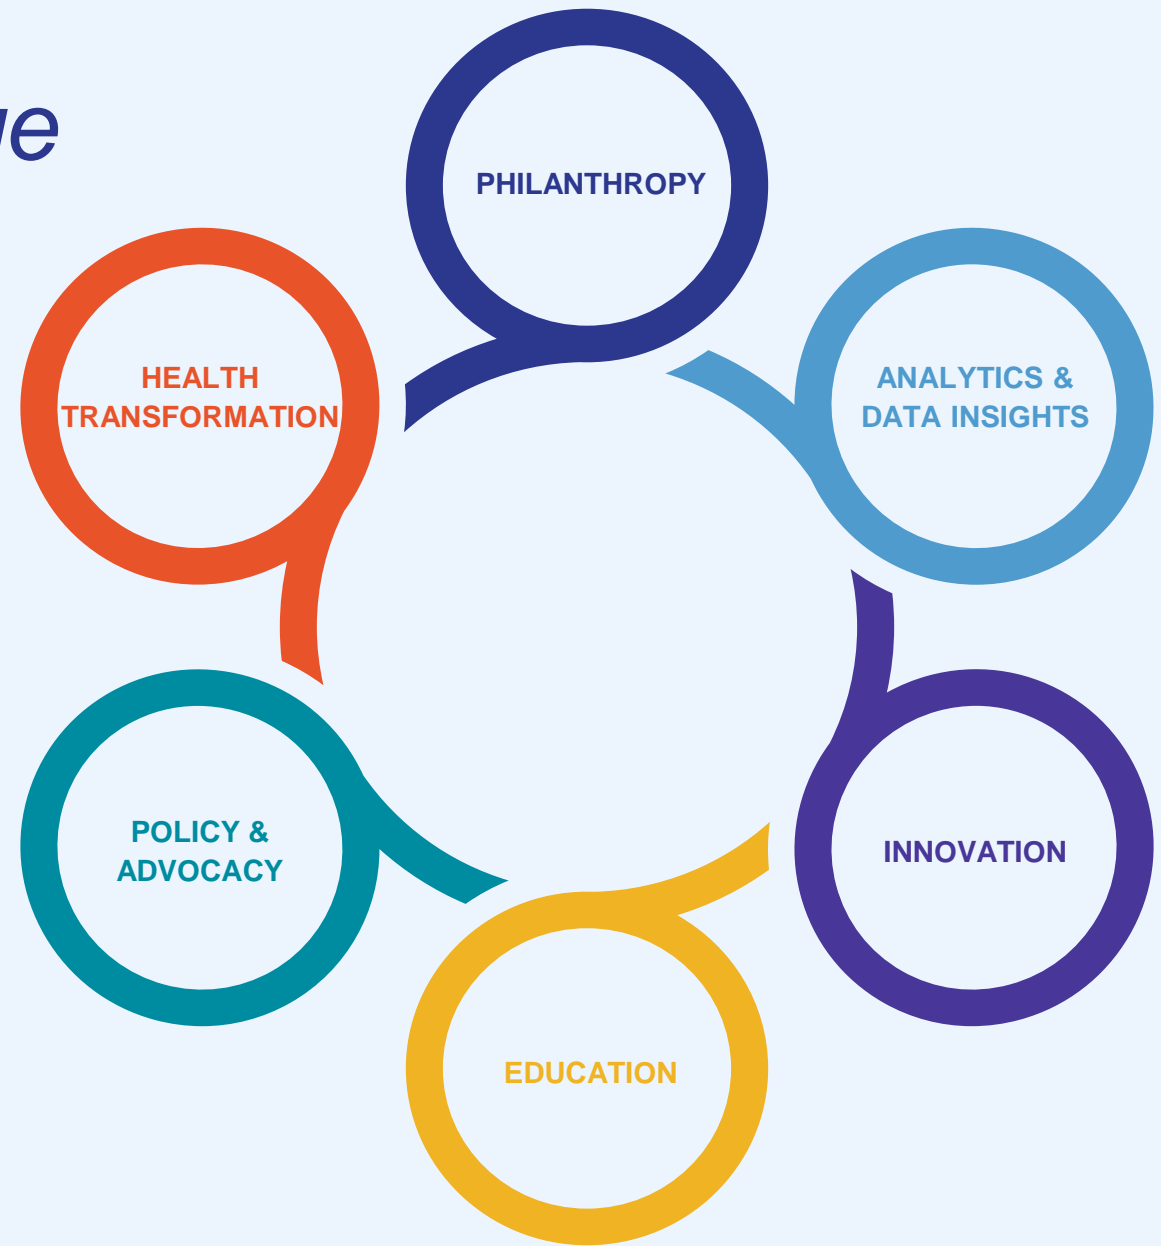 PHILANTHROPY
HEALTH
TRANSFORMATION
ANALYTICS &
DATA INSIGHTS
POLICY &
ADVOCACY
INNOVATION
EDUCATION